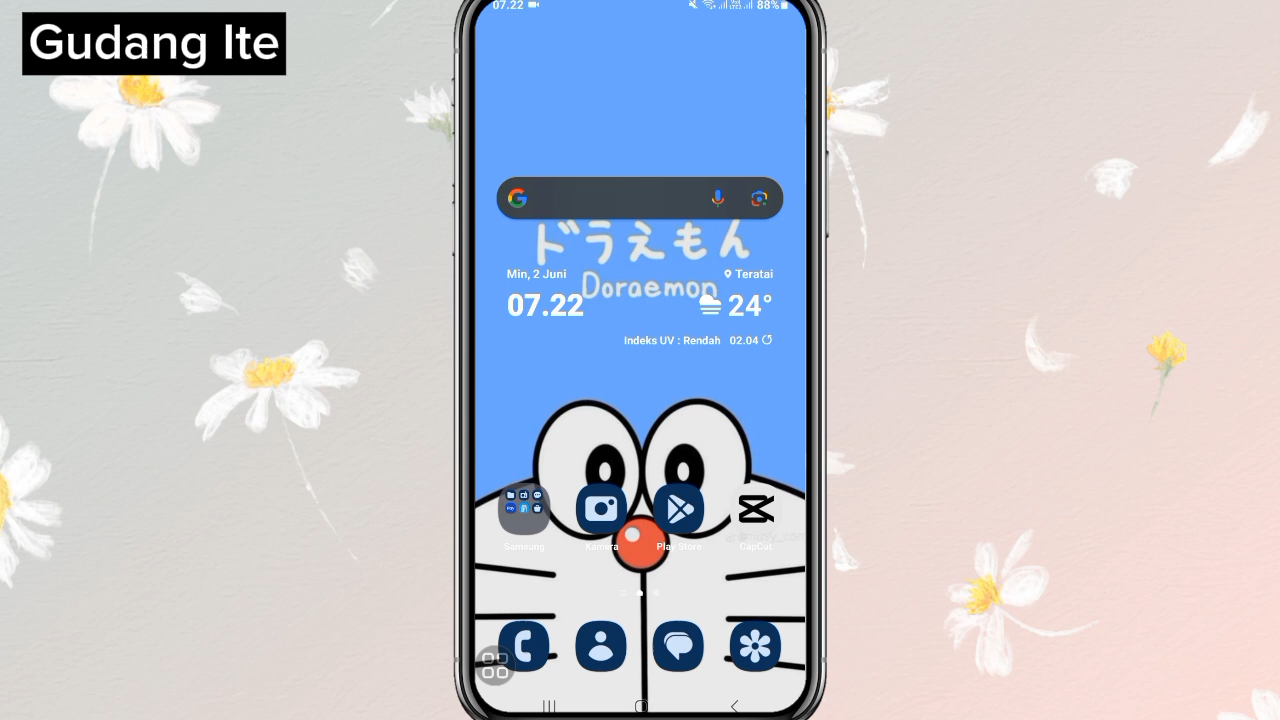 Gudang lte
07.22
88%
ドラえもん
Doraemon
Min, 2 Juni
Teratai
07.22
24°
Indeks UV : Rendah 02.04
Samsung
Kamera
Play Store
CapCut